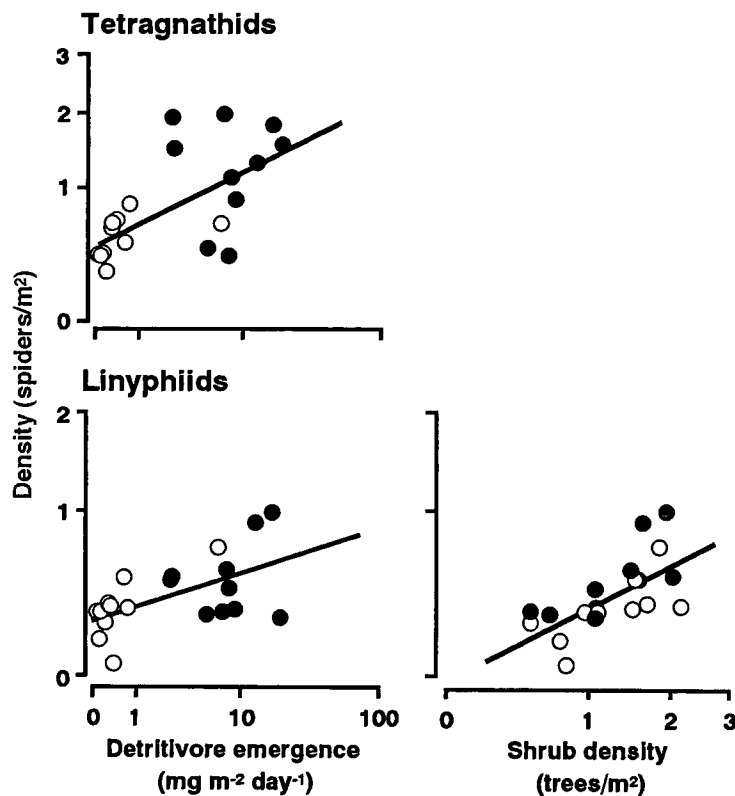 Tetragnathids
3
2
1
0
Density (spiders/m²)
Linyphiids
2
1
0
0 1 10 100
Detritivore emergence
(mg m⁻² day⁻¹)
0 1 2 3
Shrub density
(trees/m²)